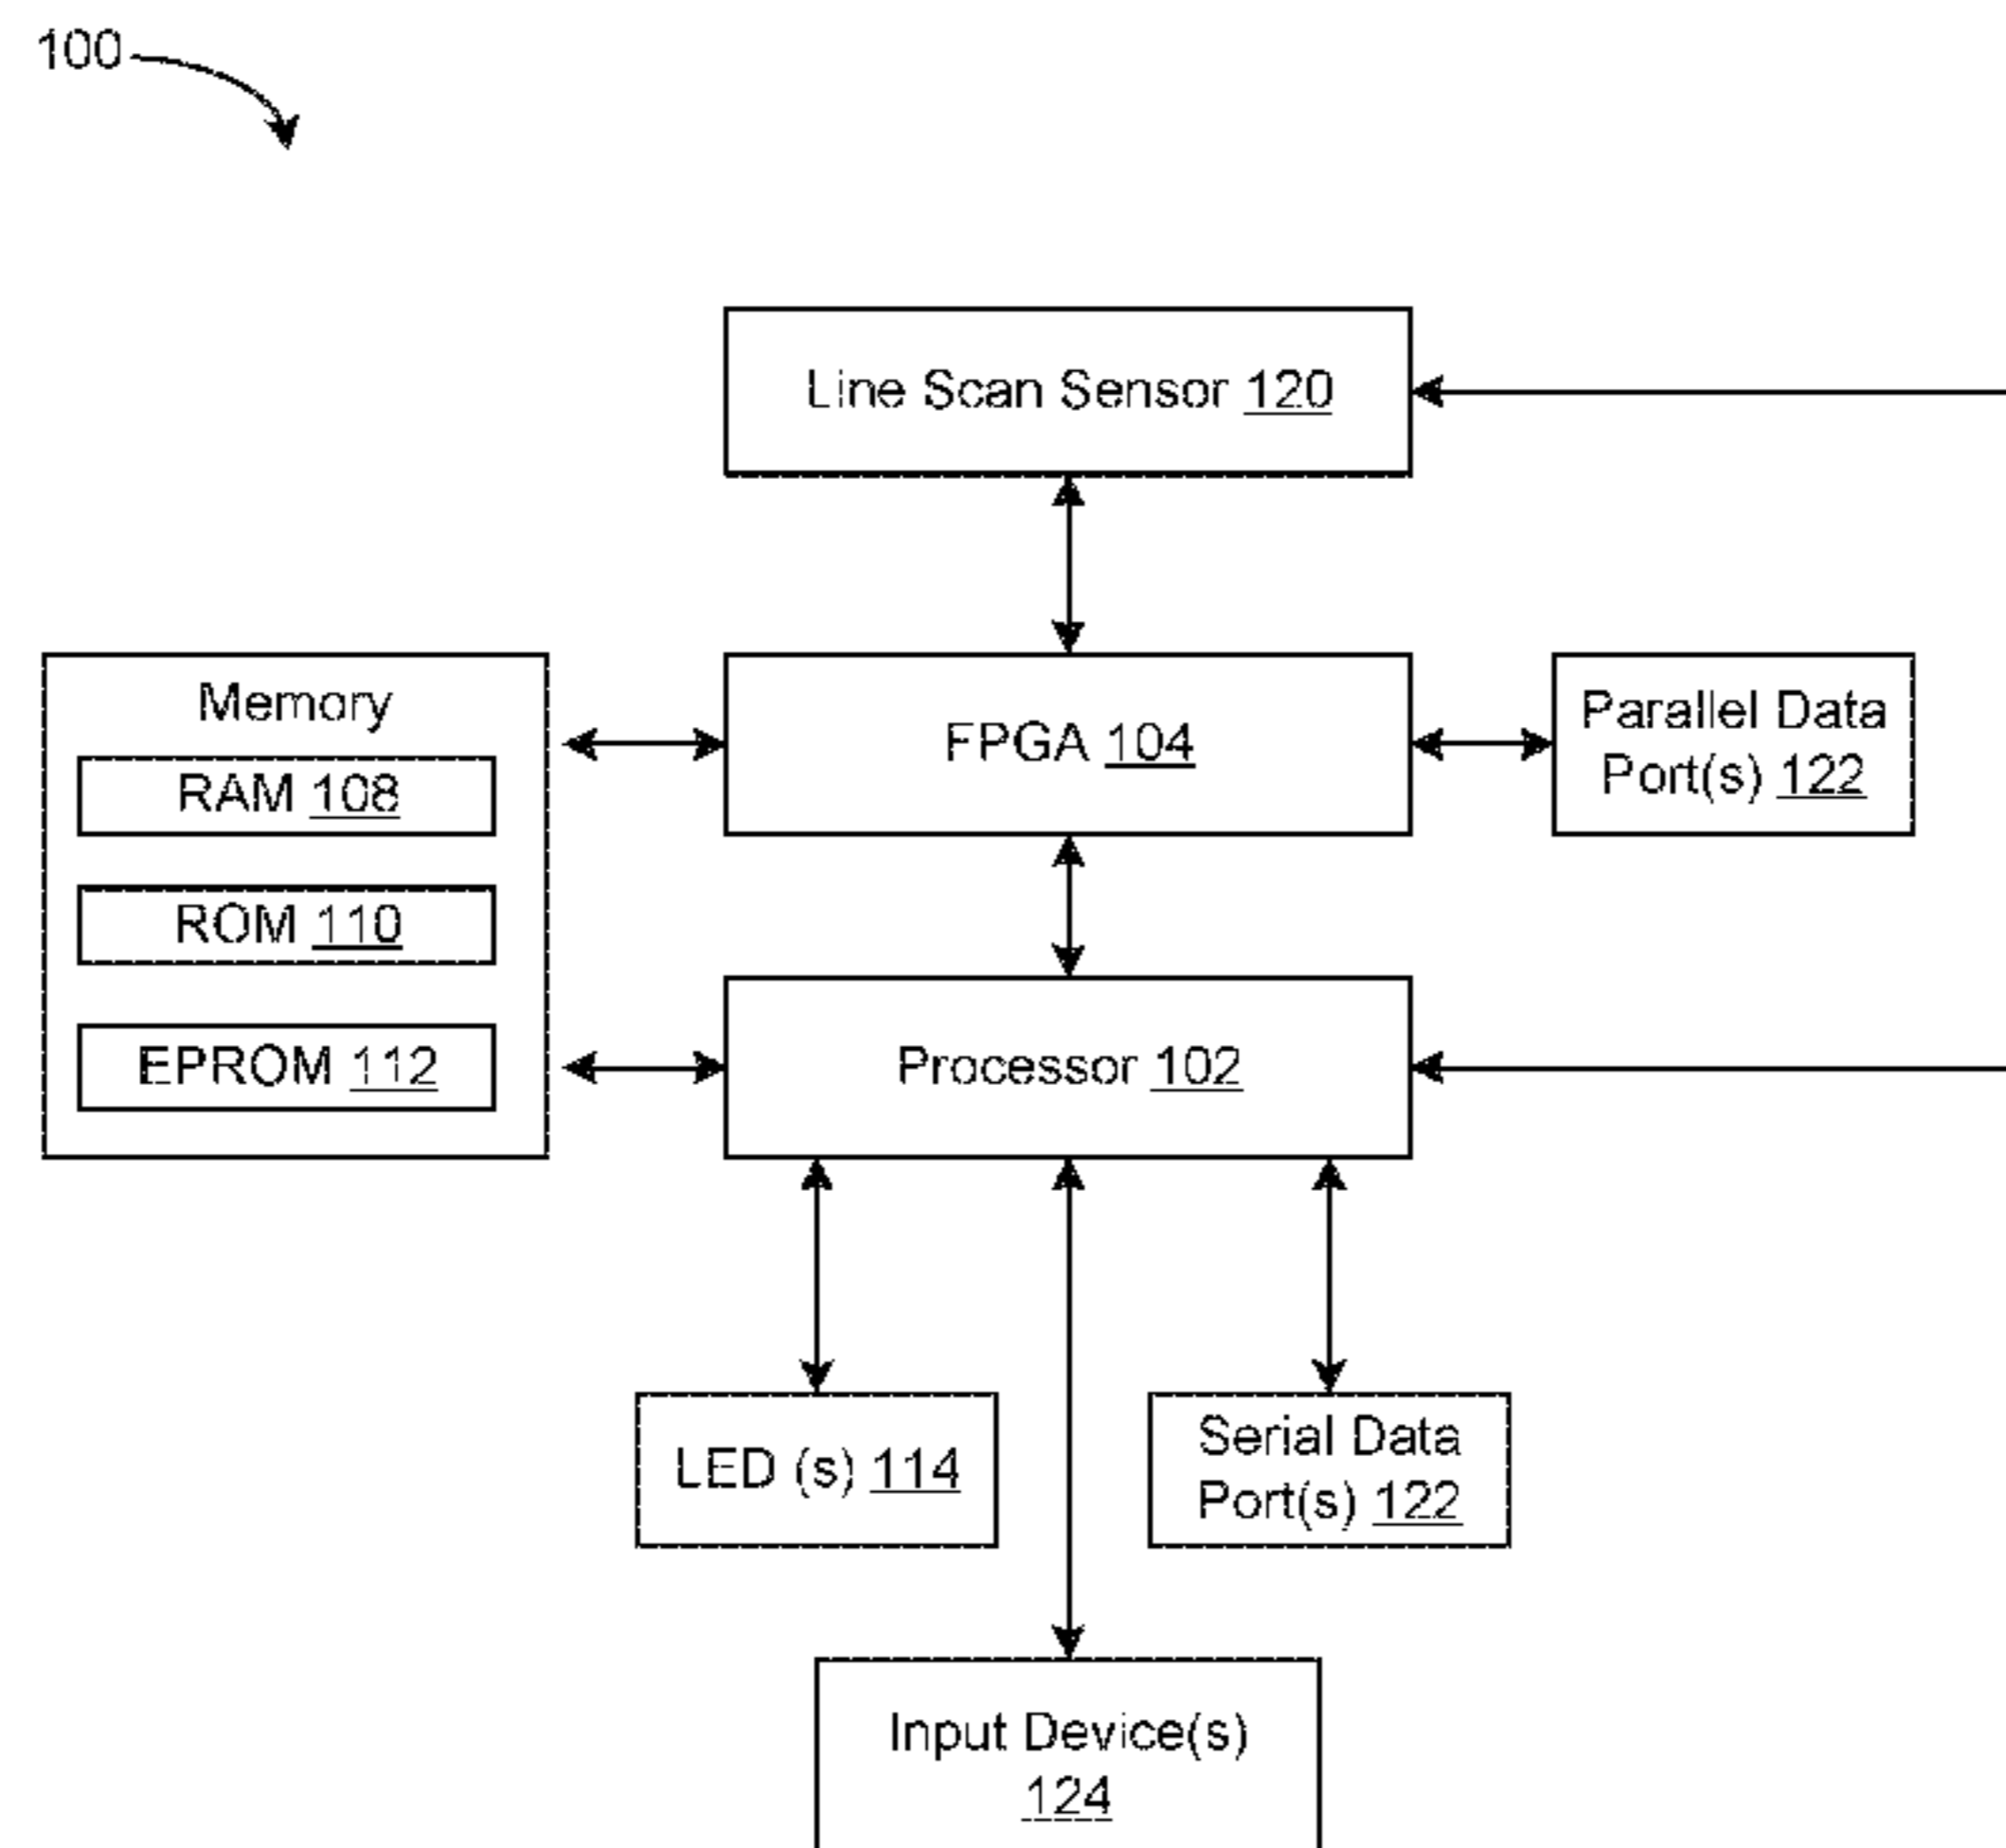 100
Line Scan Sensor 120
Memory
RAM 108
ROM 110
EPROM 112
FPGA 104
Parallel Data
Port(s) 122
Processor 102
LED (s) 114
Serial Data
Port(s) 122
Input Device(s)
124